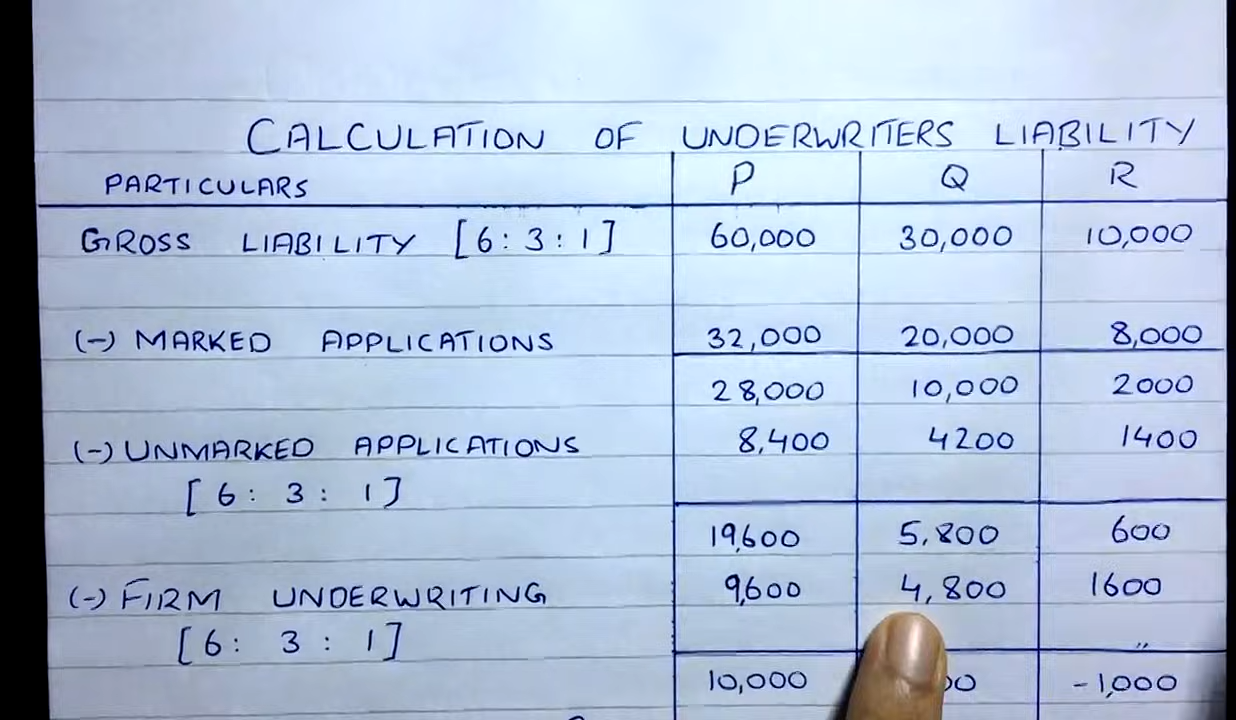 CALCULATION OF UNDERWRITERS LIABILITY
PARTICULARS P Q R
GROSS LIABILITY [6:3:1] 60,000 30,000 10,000
(-) MARKED APPLICATIONS 32,000 20,000 8,000
28,000 10,000 2000
(-) UNMARKED APPLICATIONS 8,400 4200 1400
[6: 3: 1]
19,600 5,800 600
(-) FIRM UNDERWRITING 9,600 4,800 1600
[6: 3 : 1]
10,000 -1,000